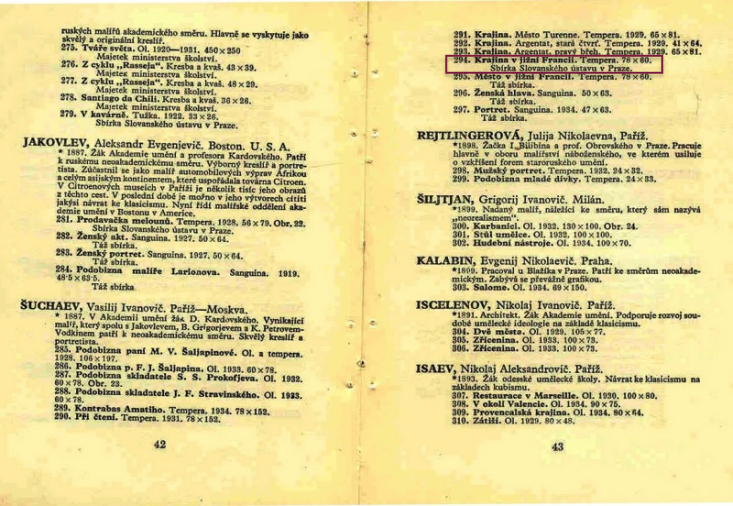 ruských malířů akademického směru. Hlavně se vyskytuje jako
skvělý a originální kreslíř.
275. Tváře světa. Ol. 1920—1931. 450×250
Majetek ministerstva školství.
276. Z cyklu „Rasseja". Kresba a kvaš. 43×39.
Majetek ministerstva školství.
277. Z cyklu „Rasseja". Kresba a kvaš. 48×29.
Majetek ministerstva školství.
278. Santiago da Chili. Kresba a kvaš. 36×26.
Majetek ministerstva školství.
279. V kavárně. Tužka. 1922. 33×26.
Sbírka Slovanského ústavu v Praze.
JAKOVLEV, Aleksandr Evgenjevič. Boston. U. S. A.
* 1887. Žák Akademie umění a profesora Kardovského. Patří
k ruskému neoakademickému směru. Výborný kreslíř a portre-
tista. Zúčastnil se jako malíř automobilových výprav Afrikou
a celým asijským kontinentem, které uspořádala továrna Citroen.
V Citroenových museích v Paříži je několik tisíc jeho obrazů
z těchto cest. V poslední době je možno v jeho výtvorech cítiti
jakýsi návrat ke klasicismu. Nyní řídí malířské oddělení aka-
demie umění v Bostonu v Americe.
281. Prodavačka melounů. Tempera. 1928. 56×79. Obr. 22.
Sbírka Slovanského ústavu v Praze.
282. Ženský akt. Sanguina. 1927. 50×64.
Táž sbírka.
283. Ženský portret. Sanguina. 1927. 50×64.
Táž sbírka.
284. Podobizna malíře Larionova. Sanguina. 1919.
48·5×63·5.
Táž sbírka
ŠUCHAEV, Vasilij Ivanovič. Paříž—Moskva.
* 1887. V Akademii umění žák D. Kardovského. Vynikající
malíř, který spolu s Jakovlevem, B. Grigorjevem a K. Petrovem-
Vodkinem patří k neoakademickému směru. Skvělý kreslíř a
portretista.
285. Podobizna paní M. V. Šaljapinové. Ol. a tempera.
1928. 106×197.
286. Podobizna p. F. J. Šaljapina. Ol. 1933. 60×78.
287. Podobizna skladatele S. S. Prokofjeva. Ol. 1932.
60×78. Obr. 23.
288. Podobizna skladatele J. F. Stravinského. Ol. 1933.
60×78.
289. Kontrabas Amatiho. Tempera. 1934. 78×152.
290. Při čtení. Tempera. 1931. 78×152.
42
291. Krajina. Město Turenne. Tempera. 1929. 65×81.
292. Krajina. Argentat, stará čtvrť. Tempera. 1929. 41×64.
293. Krajina. Argentat, pravý břeh. Tempera. 1929. 65×81.
294. Krajina v jižní Francii. Tempera. 78×60.
Sbírka Slovanského ústavu v Praze.
295. Město v jižní Francii. Tempera. 78×60.
Táž sbírka.
296. Ženská hlava. Sanguina. 50×63.
Táž sbírka.
297. Portret. Sanguina. 1934. 47×63.
Táž sbírka.
REJTLINGEROVÁ, Julija Nikolaevna, Paříž.
*1898. Žačka I. Bilibina a prof. Obrovského v Praze. Pracuje
hlavně v oboru malířství náboženského, ve kterém usiluje
o vzkříšení forem staroruského umění.
298. Mužský portret. Tempera. 1932. 24×32.
299. Podobizna mladé dívky. Tempera. 24×33.
ŠILJTJAN, Grigorij Ivanovič. Milán.
*1899. Nadaný malíř, náležící ke směru, který sám nazývá
„neorealismem".
300. Karbaníci. Ol. 1932. 130×100. Obr. 24.
301. Stůl umělce. Ol. 1932. 100×100.
302. Hudební nástroje. Ol. 1934. 100×70.
KALABIN, Evgenij Nikolaevič. Praha.
*1809. Pracoval u Blažíka v Praze. Patří ke směrům neoakade-
mickým. Zabývá se převážně grafikou.
303. Salome. Ol. 1934. 69×150.
ISCELENOV, Nikolaj Ivanovič. Paříž.
*1891. Architekt. Žák Akademie umění. Podporuje rozvoj sou-
dobé umělecké ideologie na základě klasicismu.
304. Dvě města. Ol. 1929. 105×77.
305. Zřícenina. Ol. 1933. 100×73.
306. Zřícenina. Ol. 1933. 100×73.
ISAEV, Nikolaj Aleksandrovič. Paříž.
*1893. Žák odesské umělecké školy. Návrat ke klasicismu na
základech kubismu.
307. Restaurace v Marseille. Ol. 1930. 100×80.
308. V okolí Valencie. Ol. 1934. 90×75.
309. Provencalská krajina. Ol. 1934. 80×64.
310. Zátiší. Ol. 1929. 80×48.
43